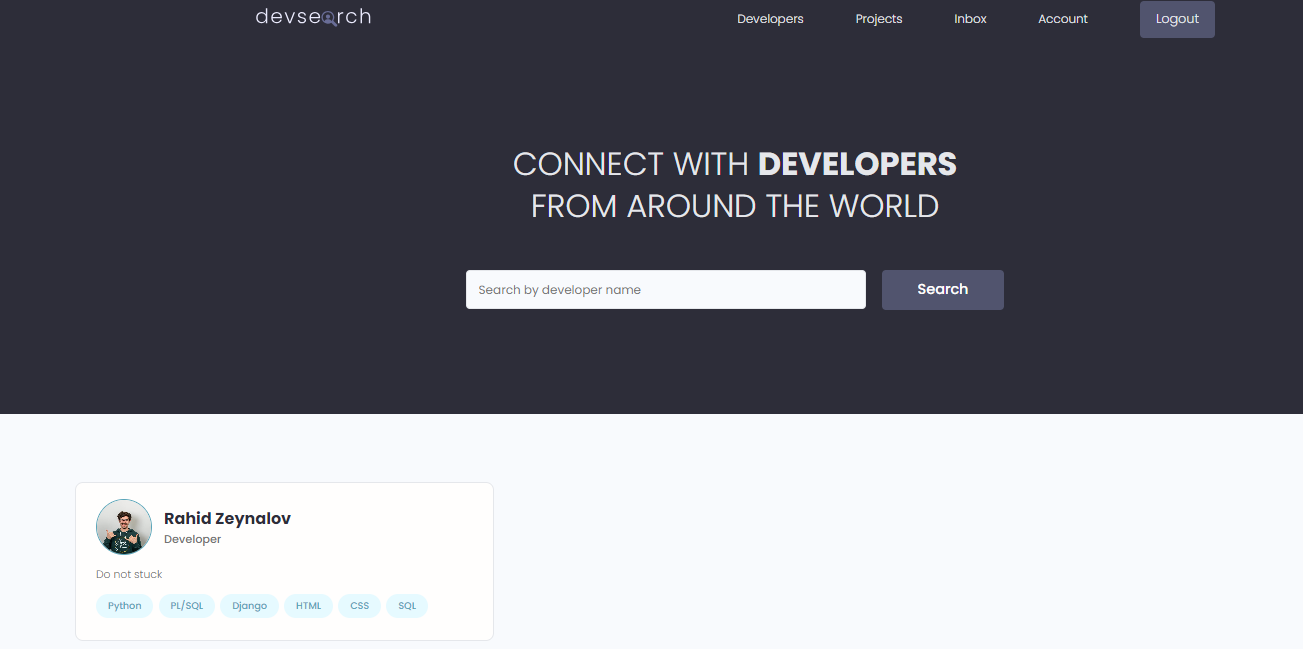 devsearch
Developers
Projects
Inbox
Account
Logout
CONNECT WITH DEVELOPERS
FROM AROUND THE WORLD
Search by developer name
Search
Rahid Zeynalov
Developer
Do not stuck
Python
PL/SQL
Django
HTML
CSS
SQL